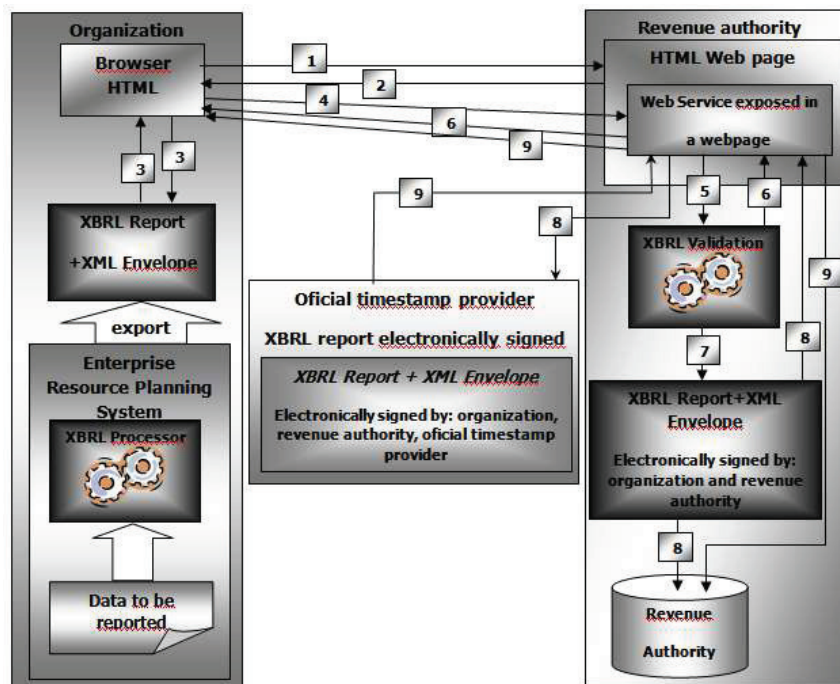 Organization
Browser
HTML
3
3
XBRL Report
+XML Envelope
export
Enterprise
Resource Planning
System
XBRL Processor
Data to be
reported
1
2
4
6
9
9
8
Oficial timestamp provider
XBRL report electronically signed
XBRL Report + XML Envelope
Electronically signed by: organization,
revenue authority, oficial timestamp
provider
Revenue authority
HTML Web page
Web Service exposed in
a webpage
5
6
XBRL Validation
9
7
8
XBRL Report+XML
Envelope
Electronically signed by:
organization and revenue
authority
8
Revenue
Authority